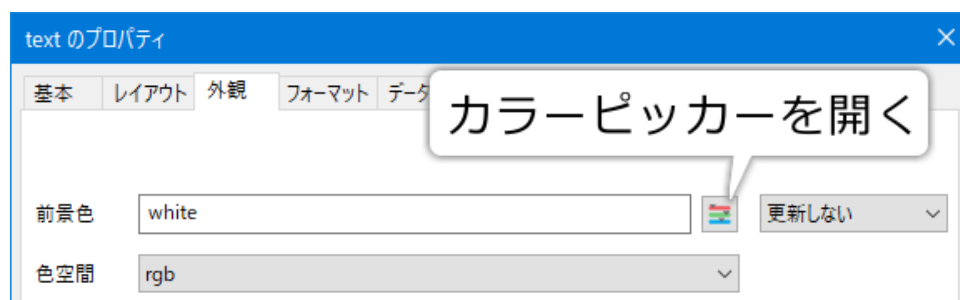 text のプロパティ
基本 レイアウト 外観 フォーマット データ
カラーピッカーを開く
前景色 white 更新しない
色空間 rgb